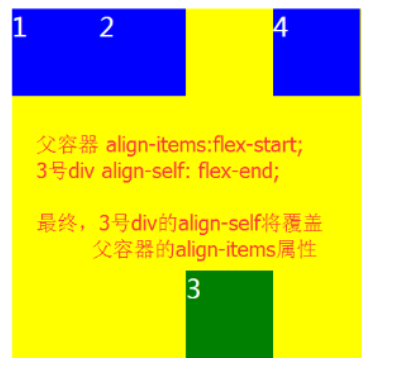 1 2 4
父容器 align-items:flex-start;
3号div align-self: flex-end;
最终，3号div的align-self将覆盖
父容器的align-items属性
3